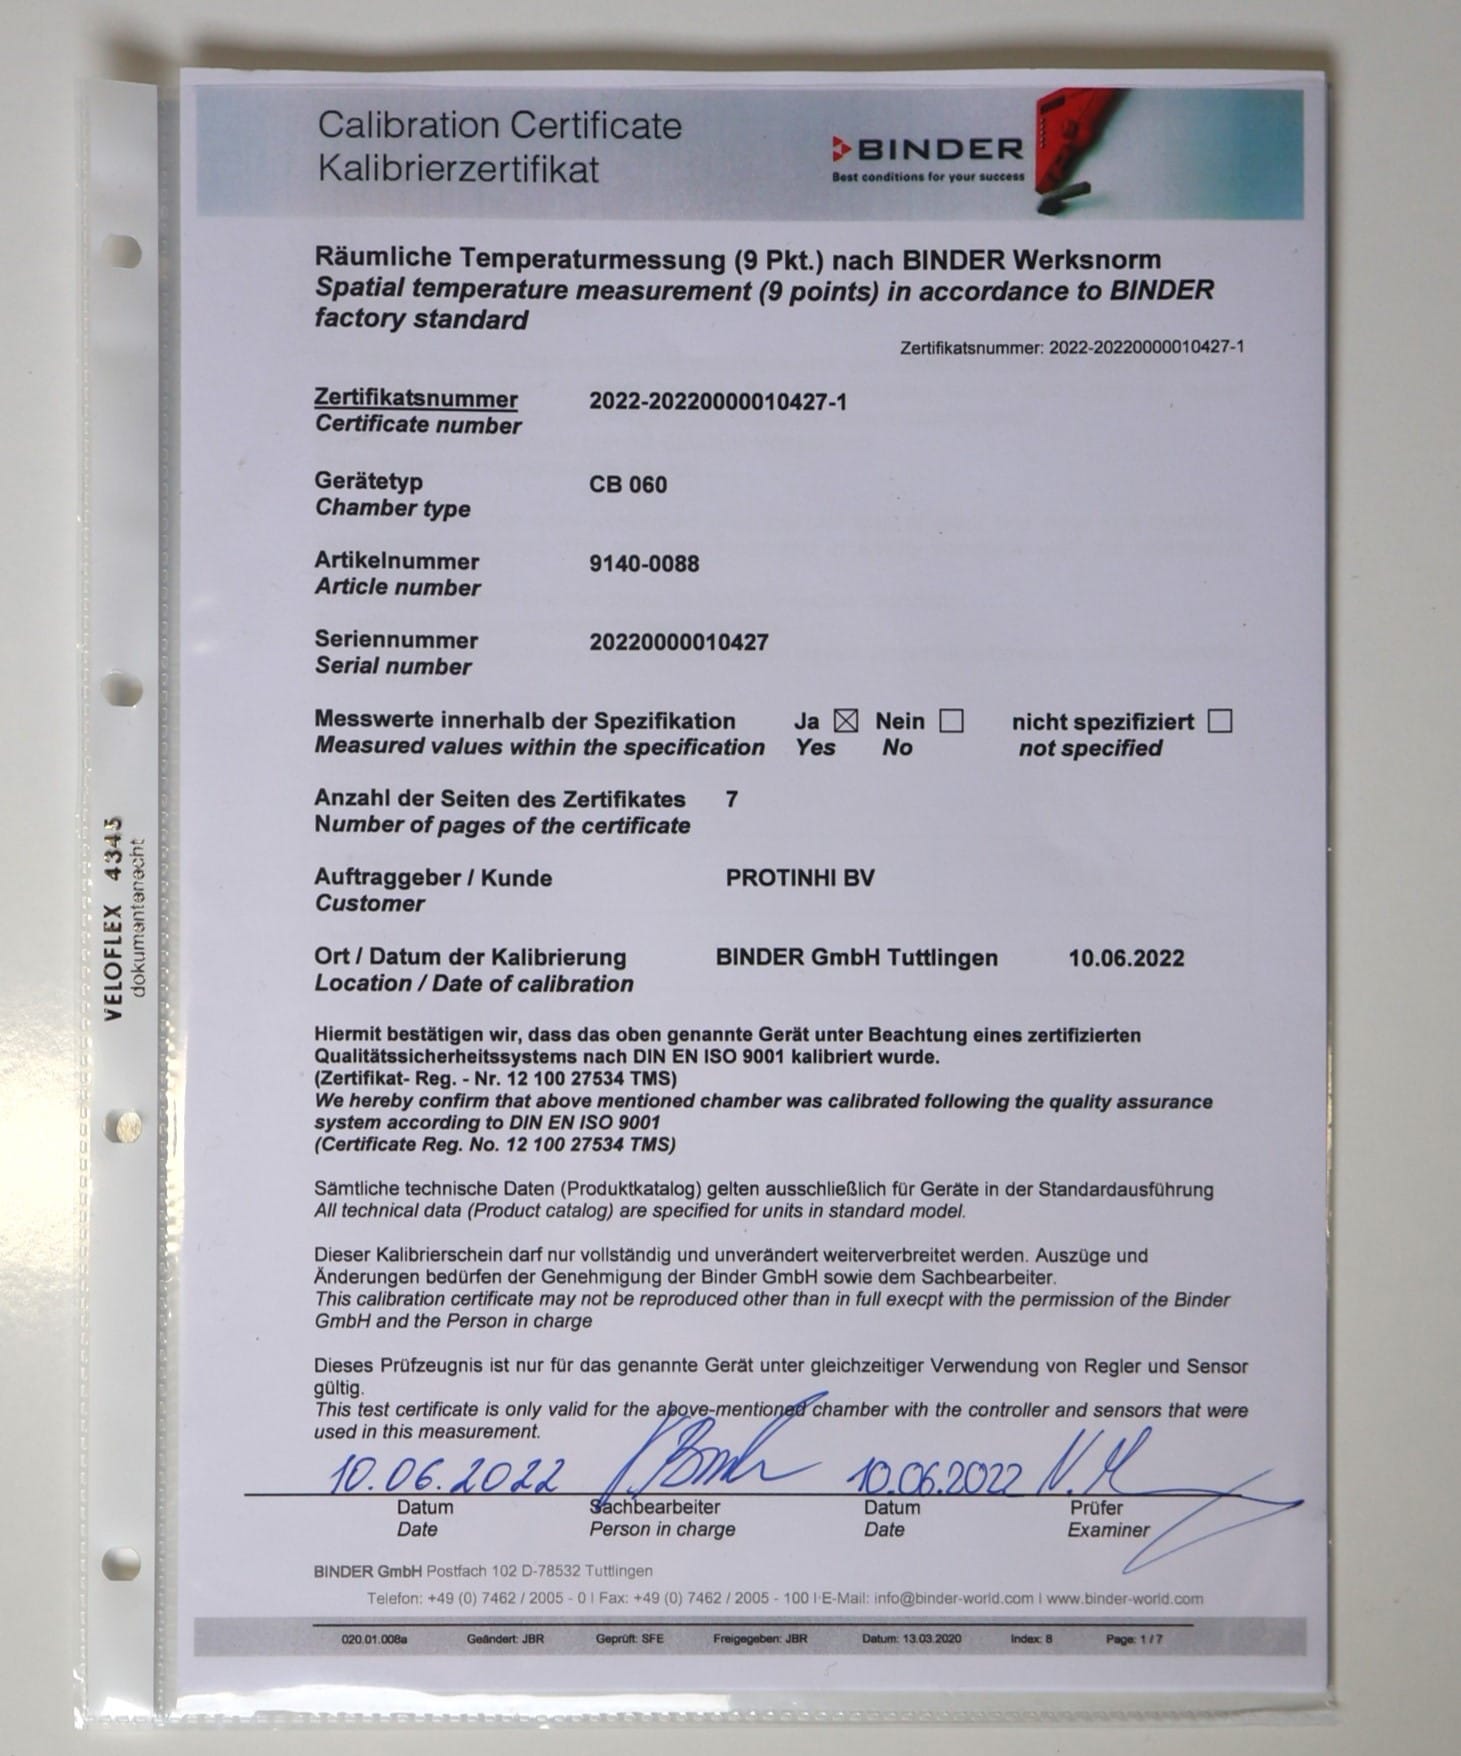 Calibration Certificate
Kalibrierzertifikat
BINDER
Best conditions for your success
Räumliche Temperaturmessung (9 Pkt.) nach BINDER Werksnorm
Spatial temperature measurement (9 points) in accordance to BINDER
factory standard
Zertifikatsnummer: 2022-20220000010427-1
Zertifikatsnummer 2022-20220000010427-1
Certificate number
Gerätetyp CB 060
Chamber type
Artikelnummer 9140-0088
Article number
Seriennummer 20220000010427
Serial number
Messwerte innerhalb der Spezifikation Ja ☒ Nein ☐ nicht spezifiziert ☐
Measured values within the specification Yes No not specified
Anzahl der Seiten des Zertifikates 7
Number of pages of the certificate
Auftraggeber / Kunde PROTINHI BV
Customer
Ort / Datum der Kalibrierung BINDER GmbH Tuttlingen 10.06.2022
Location / Date of calibration
Hiermit bestätigen wir, dass das oben genannte Gerät unter Beachtung eines zertifizierten
Qualitätssicherheitssystems nach DIN EN ISO 9001 kalibriert wurde.
(Zertifikat- Reg. - Nr. 12 100 27534 TMS)
We hereby confirm that above mentioned chamber was calibrated following the quality assurance
system according to DIN EN ISO 9001
(Certificate Reg. No. 12 100 27534 TMS)
Sämtliche technische Daten (Produktkatalog) gelten ausschließlich für Geräte in der Standardausführung
All technical data (Product catalog) are specified for units in standard model.
Dieser Kalibrierschein darf nur vollständig und unverändert weiterverbreitet werden. Auszüge und
Änderungen bedürfen der Genehmigung der Binder GmbH sowie dem Sachbearbeiter.
This calibration certificate may not be reproduced other than in full execpt with the permission of the Binder
GmbH and the Person in charge
Dieses Prüfzeugnis ist nur für das genannte Gerät unter gleichzeitiger Verwendung von Regler und Sensor
gültig.
This test certificate is only valid for the above-mentioned chamber with the controller and sensors that were
used in this measurement.
10.06.2022 10.06.2022
Datum Sachbearbeiter Datum Prüfer
Date Person in charge Date Examiner
BINDER GmbH Postfach 102 D-78532 Tuttlingen
Telefon: +49 (0) 7462 / 2005 - 0 I Fax: +49 (0) 7462 / 2005 - 100 I E-Mail: info@binder-world.com I www.binder-world.com
020.01.008a Geändert: JBR Geprüft: SFE Freigegeben: JBR Datum: 13.03.2020 Index: 8 Page: 1 / 7
VELOFLEX 4345
dokumentenecht